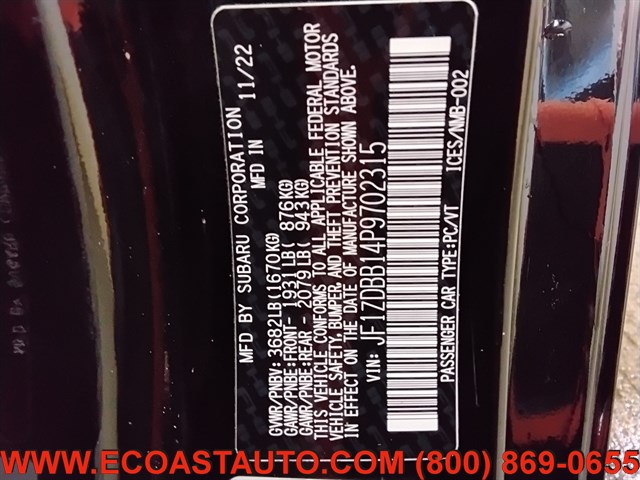 MFD BY SUBARU CORPORATION 11/22
MFD IN
GVWR/PNBV: 3682LB(1670KG)
GAWR/PNBE:FRONT- 1931LB( 876KG)
GAWR/PNBE:REAR - 2079LB( 943KG)
THIS VEHICLE CONFORMS TO ALL APPLICABLE FEDERAL MOTOR
VEHICLE SAFETY, BUMPER, AND THEFT PREVENTION STANDARDS
IN EFFECT ON THE DATE OF MANUFACTURE SHOWN ABOVE.
VIN: JF1ZDBB14P9702315
PASSENGER CAR TYPE:PC/VT ICES/NMB-002
WWW.ECOASTAUTO.COM (800) 869-0655